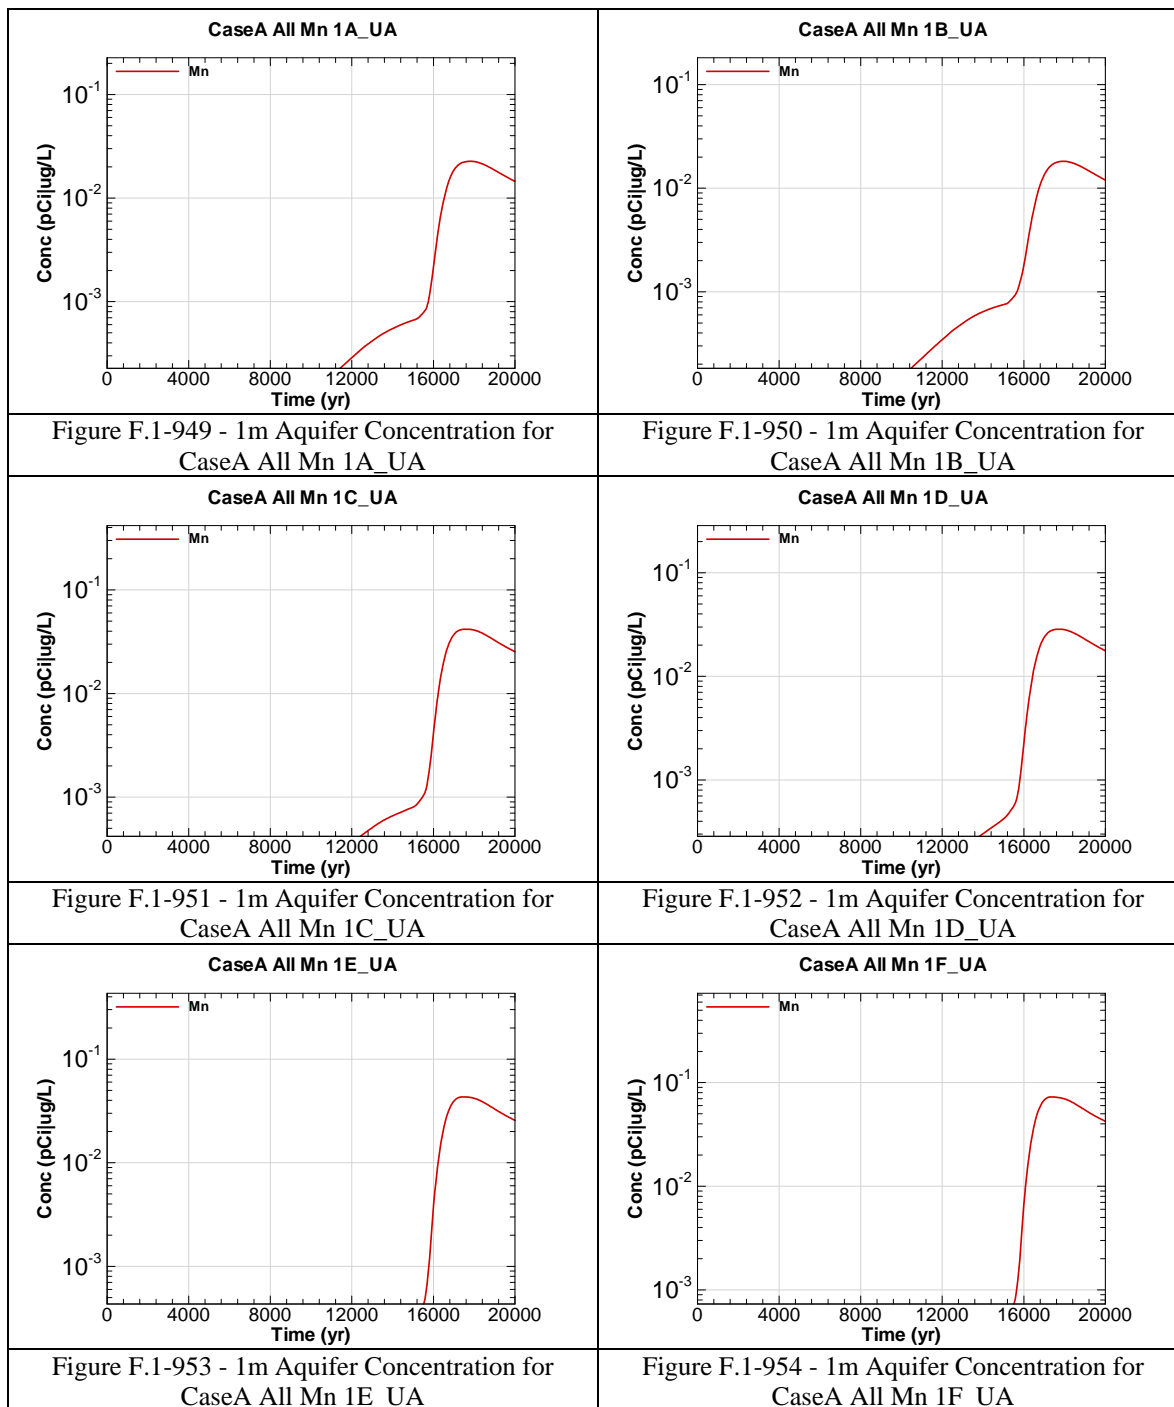 CaseA All Mn 1A_UA
Mn
10-1
10-2
10-3
Conc (pCi|ug/L)
0 4000 8000 12000 16000 20000
Time (yr)
Figure F.1-949 - 1m Aquifer Concentration for
CaseA All Mn 1A_UA
CaseA All Mn 1B_UA
Mn
10-1
10-2
10-3
Conc (pCi|ug/L)
0 4000 8000 12000 16000 20000
Time (yr)
Figure F.1-950 - 1m Aquifer Concentration for
CaseA All Mn 1B_UA
CaseA All Mn 1C_UA
Mn
10-1
10-2
10-3
Conc (pCi|ug/L)
0 4000 8000 12000 16000 20000
Time (yr)
Figure F.1-951 - 1m Aquifer Concentration for
CaseA All Mn 1C_UA
CaseA All Mn 1D_UA
Mn
10-1
10-2
10-3
Conc (pCi|ug/L)
0 4000 8000 12000 16000 20000
Time (yr)
Figure F.1-952 - 1m Aquifer Concentration for
CaseA All Mn 1D_UA
CaseA All Mn 1E_UA
Mn
10-1
10-2
10-3
Conc (pCi|ug/L)
0 4000 8000 12000 16000 20000
Time (yr)
Figure F.1-953 - 1m Aquifer Concentration for
CaseA All Mn 1E_UA
CaseA All Mn 1F_UA
Mn
10-1
10-2
10-3
Conc (pCi|ug/L)
0 4000 8000 12000 16000 20000
Time (yr)
Figure F.1-954 - 1m Aquifer Concentration for
CaseA All Mn 1F_UA